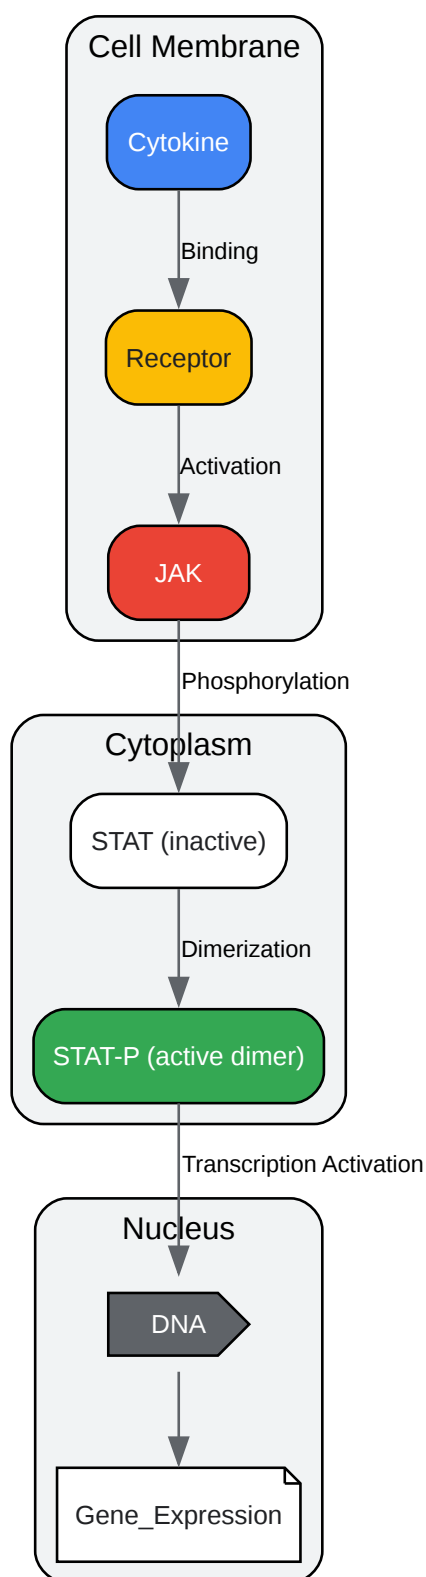 Cell Membrane
Cytokine
Binding
Receptor
Activation
JAK
Phosphorylation
Cytoplasm
STAT (inactive)
Dimerization
STAT-P (active dimer)
Transcription Activation
Nucleus
DNA
Gene_Expression